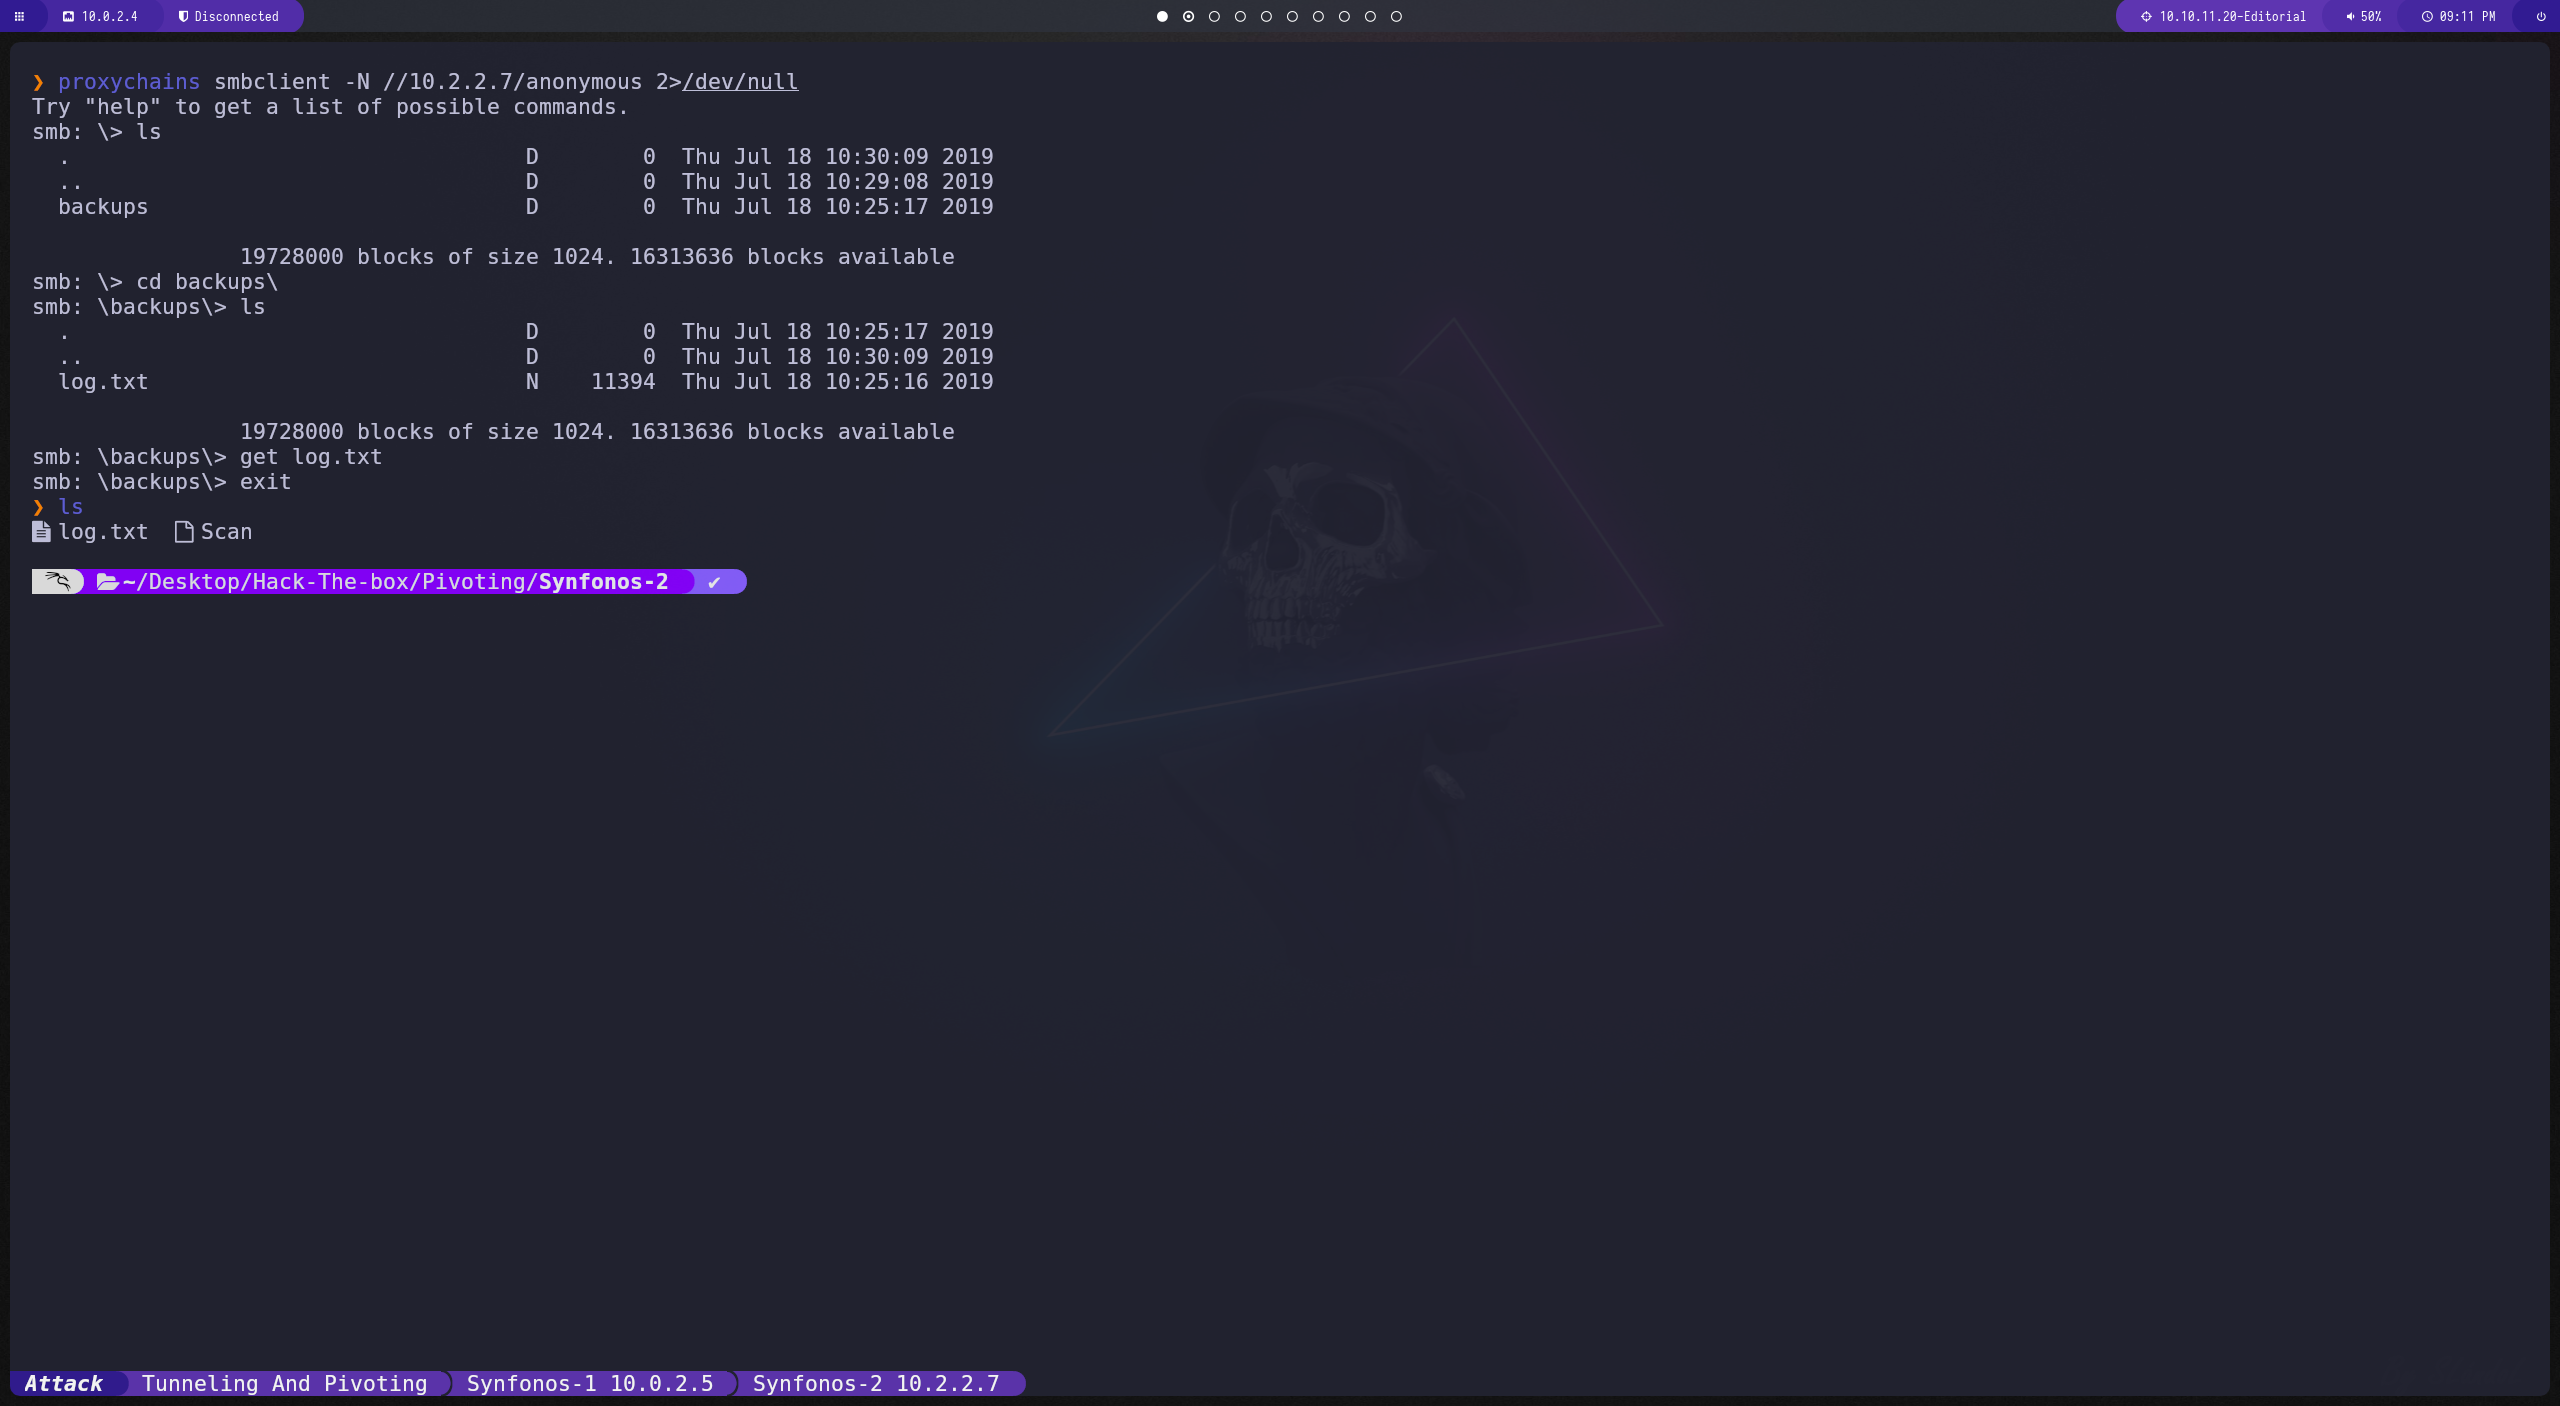 10.0.2.4 Disconnected 10.10.11.20-Editorial 50% 09:11 PM
❯ proxychains smbclient -N //10.2.2.7/anonymous 2>/dev/null
Try "help" to get a list of possible commands.
smb: \> ls
  .                                   D        0  Thu Jul 18 10:30:09 2019
  ..                                  D        0  Thu Jul 18 10:29:08 2019
  backups                             D        0  Thu Jul 18 10:25:17 2019
                19728000 blocks of size 1024. 16313636 blocks available
smb: \> cd backups\
smb: \backups\> ls
  .                                   D        0  Thu Jul 18 10:25:17 2019
  ..                                  D        0  Thu Jul 18 10:30:09 2019
  log.txt                             N    11394  Thu Jul 18 10:25:16 2019
                19728000 blocks of size 1024. 16313636 blocks available
smb: \backups\> get log.txt
smb: \backups\> exit
❯ ls
log.txt  Scan
~/Desktop/Hack-The-box/Pivoting/Synfonos-2 ✔
Attack Tunneling And Pivoting Synfonos-1 10.0.2.5 Synfonos-2 10.2.2.7